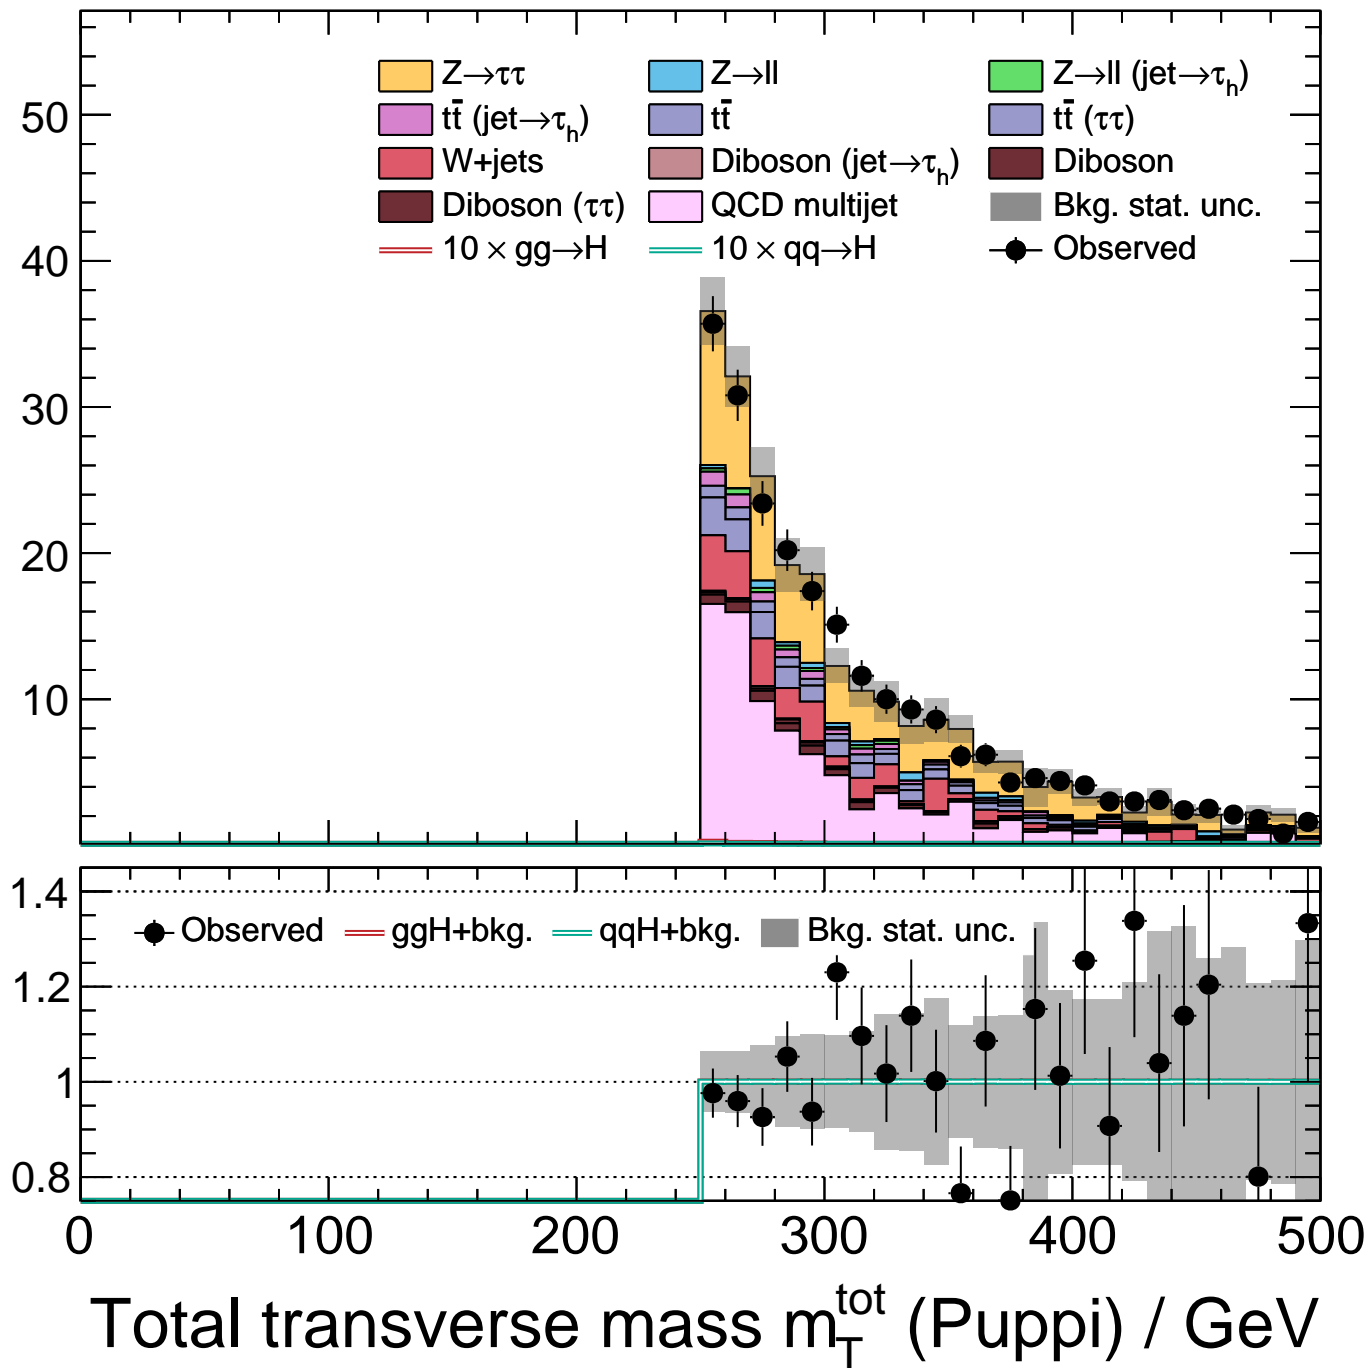 Z→ττ Z→ll Z→ll (jet→τh)
tt̄ (jet→τh) tt̄ tt̄ (ττ)
W+jets Diboson (jet→τh) Diboson
Diboson (ττ) QCD multijet Bkg. stat. unc.
10 × gg→H 10 × qq→H Observed
50
40
30
20
10
1.4
Observed ggH+bkg. qqH+bkg. Bkg. stat. unc.
1.2
1
0.8
0 100 200 300 400 500
Total transverse mass m_T^tot (Puppi) / GeV